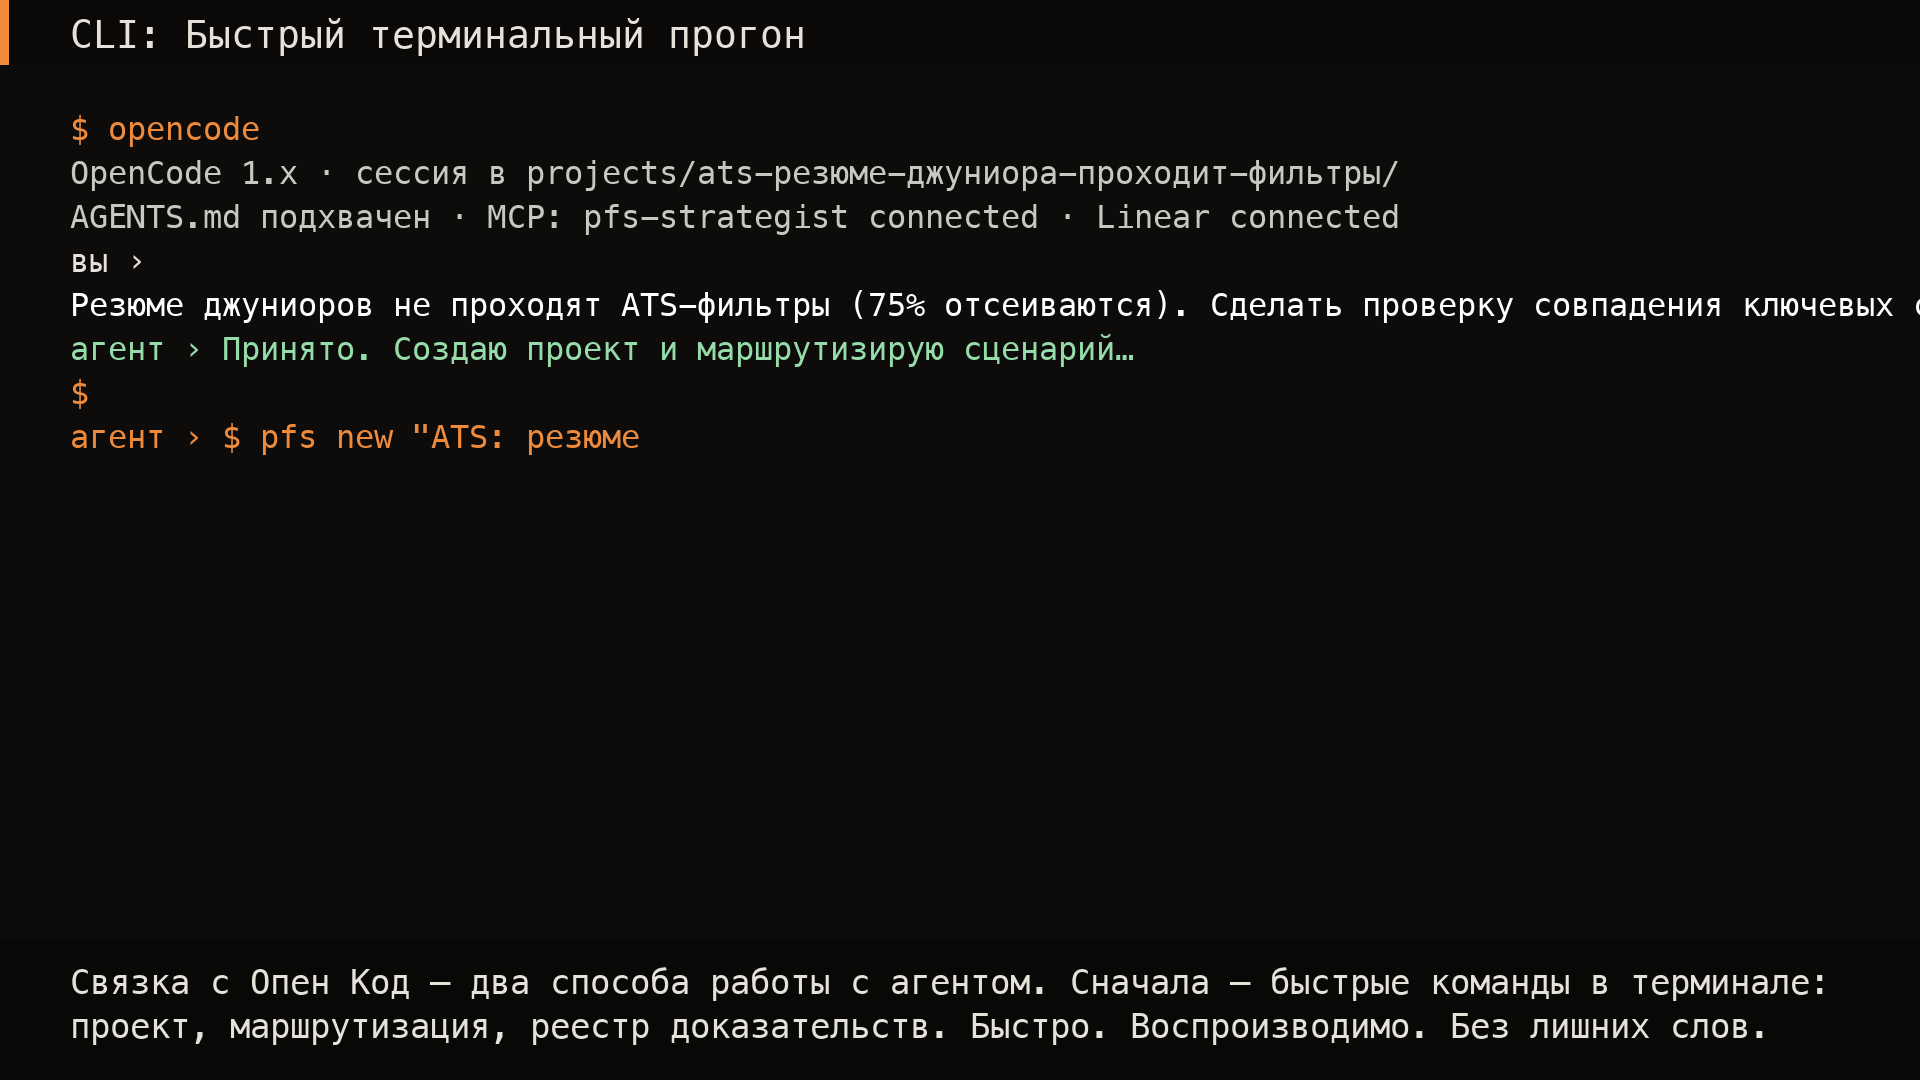 CLI: Быстрый терминальный прогон
$ opencode
OpenCode 1.x · сессия в projects/ats-резюме-джуниора-проходит-фильтры/
AGENTS.md подхвачен · MCP: pfs-strategist connected · Linear connected
вы ›
Резюме джуниоров не проходят ATS-фильтры (75% отсеиваются). Сделать проверку совпадения ключевых
агент › Принято. Создаю проект и маршрутизирую сценарий…
$
агент › $ pfs new "ATS: резюме
Связка с Опен Код — два способа работы с агентом. Сначала — быстрые команды в терминале:
проект, маршрутизация, реестр доказательств. Быстро. Воспроизводимо. Без лишних слов.